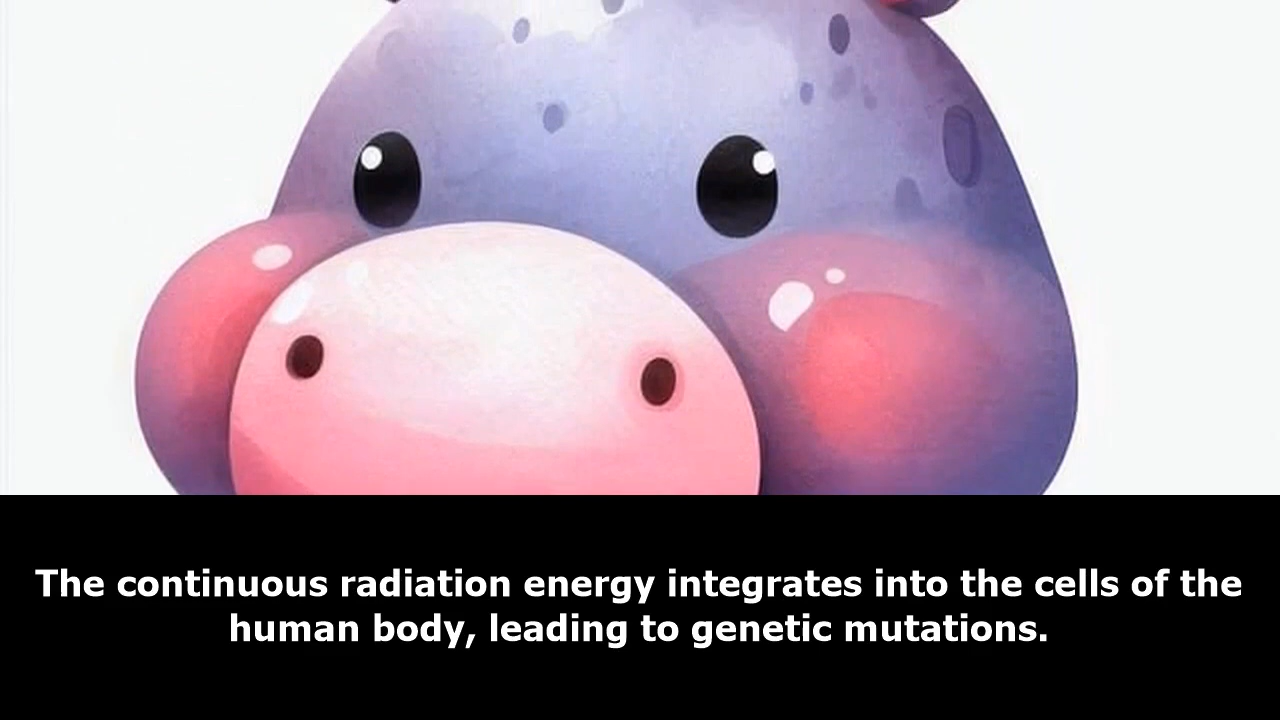 The continuous radiation energy integrates into the cells of the
human body, leading to genetic mutations.